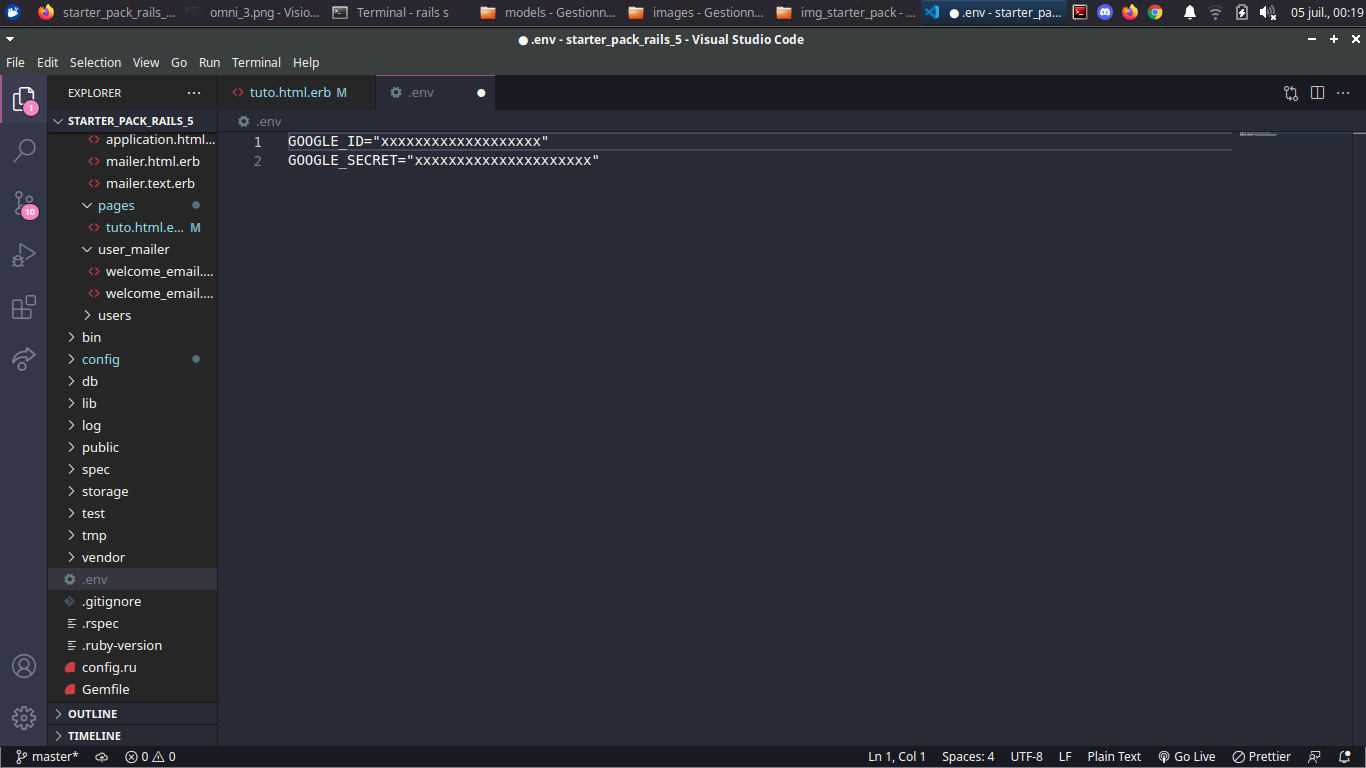 starter_pack_rails_... omni_3.png - Visio... Terminal - rails s models - Gestionn... images - Gestionn... img_starter_pack - ... ● .env - starter_pa... 05 juil., 00:19
● .env - starter_pack_rails_5 - Visual Studio Code
File Edit Selection View Go Run Terminal Help
EXPLORER ... tuto.html.erb M .env ●
STARTER_PACK_RAILS_5 .env
application.html...
mailer.html.erb
mailer.text.erb
pages
tuto.html.e... M
user_mailer
welcome_email....
welcome_email....
users
bin
config
db
lib
log
public
spec
storage
test
tmp
vendor
.env
.gitignore
.rspec
.ruby-version
config.ru
Gemfile
OUTLINE
TIMELINE
1
10
1 GOOGLE_ID="xxxxxxxxxxxxxxxxxxx"
2 GOOGLE_SECRET="xxxxxxxxxxxxxxxxxxxxx"
master* 0 0 Ln 1, Col 1 Spaces: 4 UTF-8 LF Plain Text Go Live Prettier